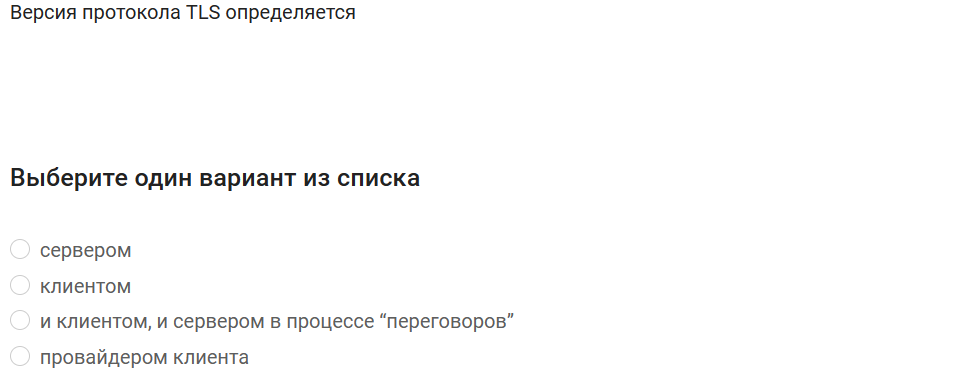 Версия протокола TLS определяется
Выберите один вариант из списка
сервером
клиентом
и клиентом, и сервером в процессе “переговоров”
провайдером клиента